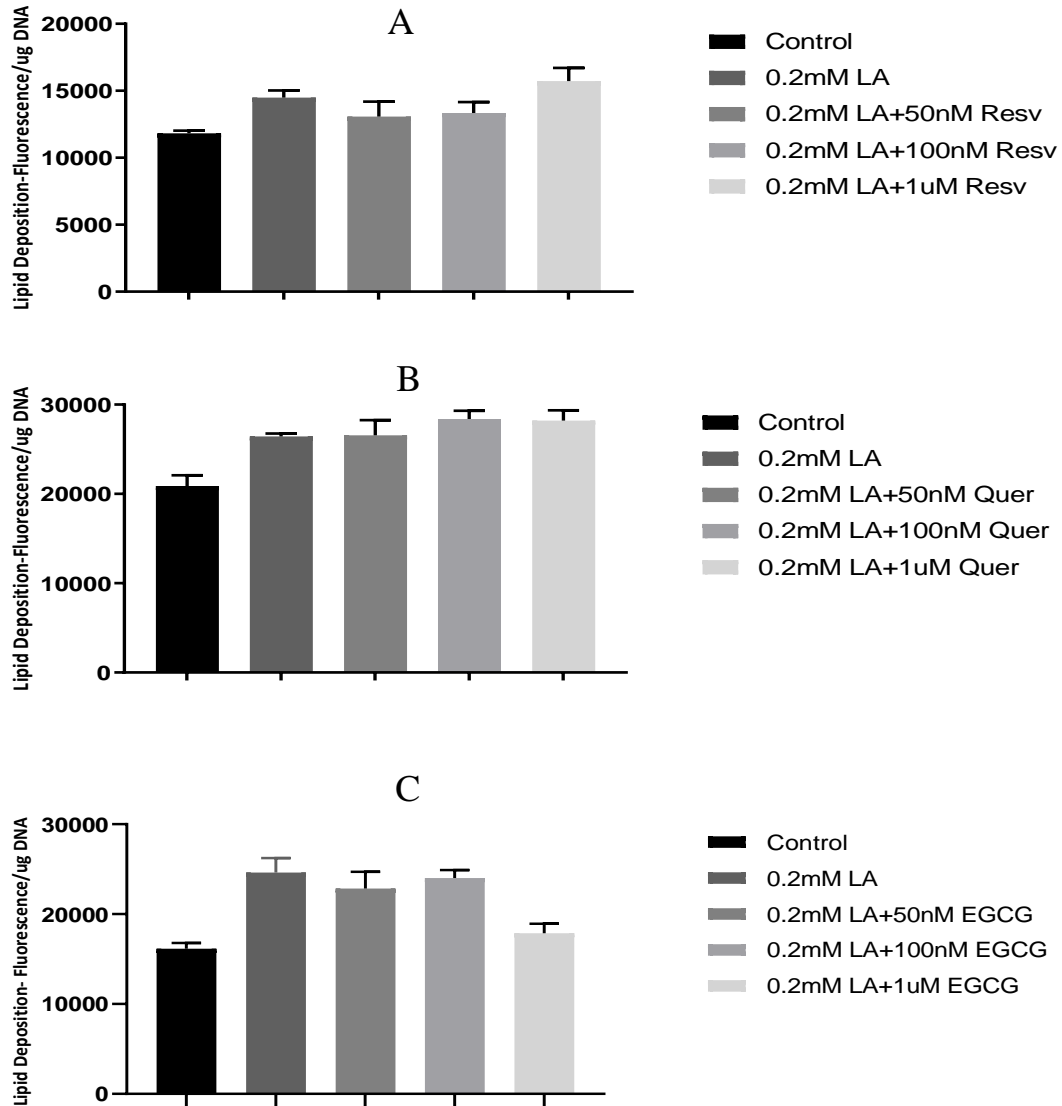 A
Lipid Deposition-Fluorescence/ug DNA
20000
15000
10000
5000
0
Control
0.2mM LA
0.2mM LA+50nM Resv
0.2mM LA+100nM Resv
0.2mM LA+1uM Resv
B
Lipid Deposition-Fluorescence/ug DNA
30000
20000
10000
0
Control
0.2mM LA
0.2mM LA+50nM Quer
0.2mM LA+100nM Quer
0.2mM LA+1uM Quer
C
Lipid Deposition- Fluorescence/ug DNA
30000
20000
10000
0
Control
0.2mM LA
0.2mM LA+50nM EGCG
0.2mM LA+100nM EGCG
0.2mM LA+1uM EGCG